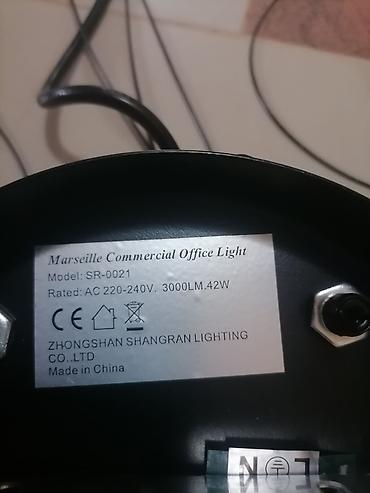 Marseille Commercial Office Light
Model: SR-0021
Rated: AC 220-240V. 3000LM.42W
CE
ZHONGSHAN SHANGRAN LIGHTING
CO.,LTD
Made in China
L N